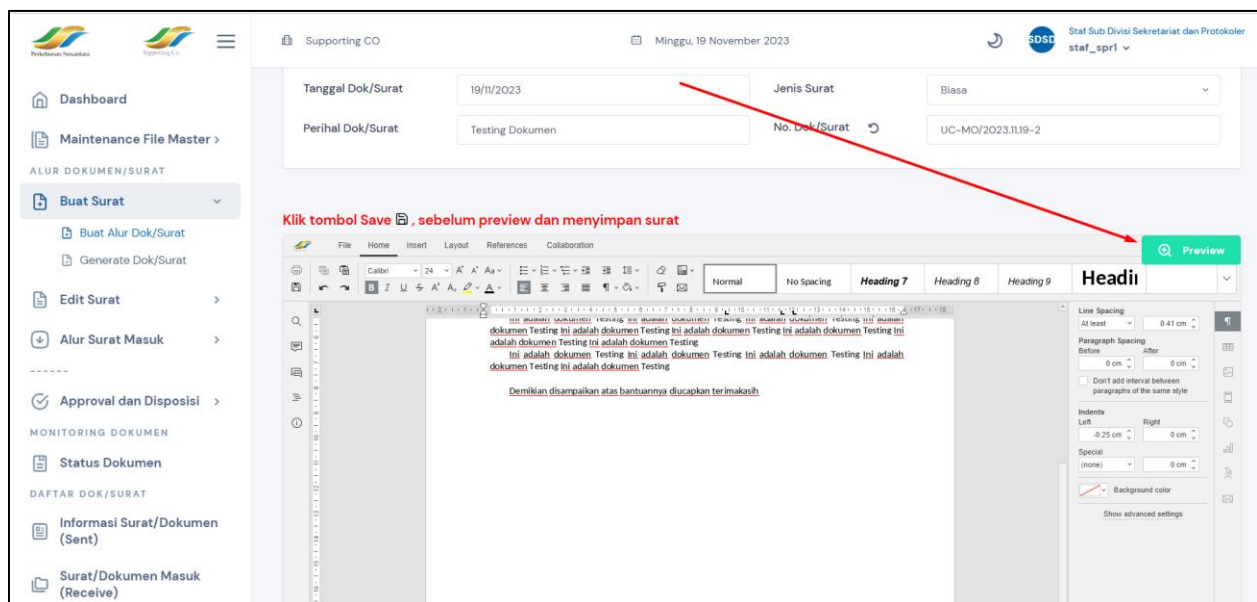 Perkebunan Nusantara
Supporting Co
Supporting CO
Minggu, 19 November 2023
SDSD
Staf Sub Divisi Sekretariat dan Protokoler
staf_spr1
Dashboard
Maintenance File Master
ALUR DOKUMEN/SURAT
Buat Surat
Buat Alur Dok/Surat
Generate Dok/Surat
Edit Surat
Alur Surat Masuk
------
Approval dan Disposisi
MONITORING DOKUMEN
Status Dokumen
DAFTAR DOK/SURAT
Informasi Surat/Dokumen
(Sent)
Surat/Dokumen Masuk
(Receive)
Tanggal Dok/Surat
19/11/2023
Jenis Surat
Biasa
Perihal Dok/Surat
Testing Dokumen
No. Dok/Surat
UC-MO/2023.11.19-2
Klik tombol Save , sebelum preview dan menyimpan surat
File Home Insert Layout References Collaboration
Preview
Calibri 24
Normal No Spacing Heading 7 Heading 8 Heading 9 Headin
dokumen Testing Ini adalah dokumen Testing Ini adalah dokumen Testing Ini adalah dokumen Testing Ini
adalah dokumen Testing Ini adalah dokumen Testing
Ini adalah dokumen Testing Ini adalah dokumen Testing Ini adalah dokumen Testing Ini adalah
dokumen Testing Ini adalah dokumen Testing
Demikian disampaikan atas bantuannya diucapkan terimakasih
Line Spacing
At least 0.41 cm
Paragraph Spacing
Before After
0 cm 0 cm
Don't add interval between
paragraphs of the same style
Indents
Left Right
-0.25 cm 0 cm
Special
(none) 0 cm
Background color
Show advanced settings